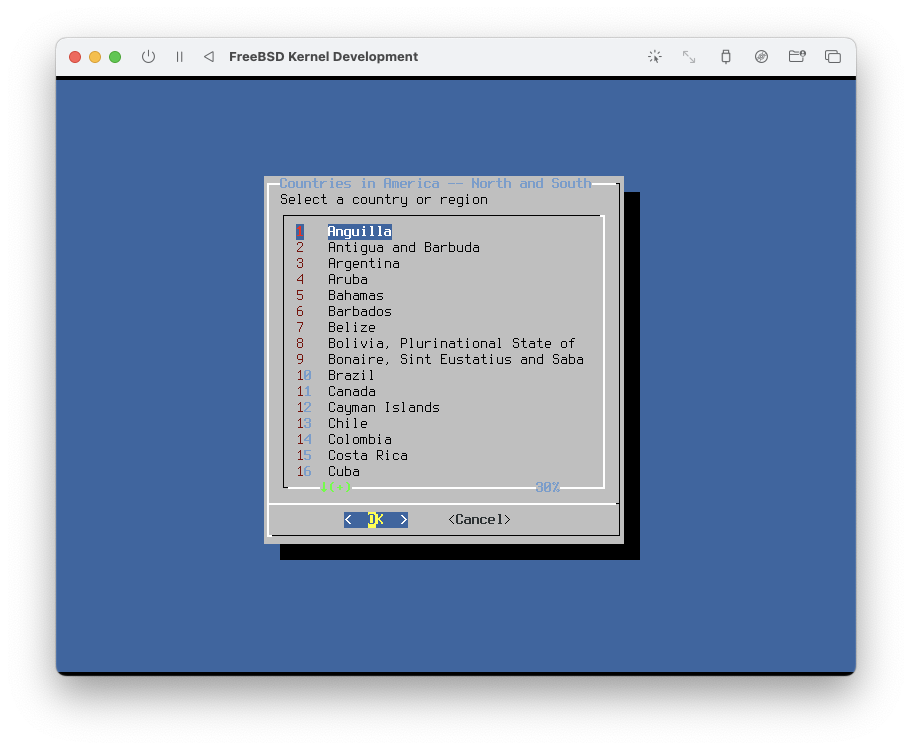 FreeBSD Kernel Development
Countries in America -- North and South
Select a country or region
1 Anguilla
2 Antigua and Barbuda
3 Argentina
4 Aruba
5 Bahamas
6 Barbados
7 Belize
8 Bolivia, Plurinational State of
9 Bonaire, Sint Eustatius and Saba
10 Brazil
11 Canada
12 Cayman Islands
13 Chile
14 Colombia
15 Costa Rica
16 Cuba
30%
< OK > <Cancel>